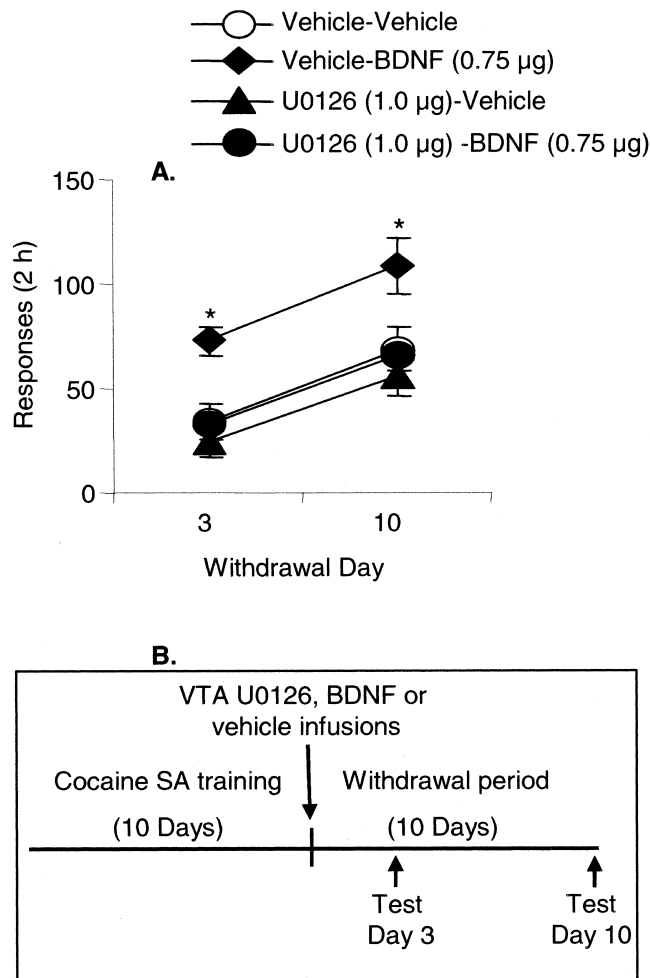 Vehicle-Vehicle
Vehicle-BDNF (0.75 µg)
U0126 (1.0 µg)-Vehicle
U0126 (1.0 µg) -BDNF (0.75 µg)
A.
150
100
50
0
Responses (2 h)
*
*
3
10
Withdrawal Day
B.
VTA U0126, BDNF or
vehicle infusions
Cocaine SA training
Withdrawal period
(10 Days)
(10 Days)
Test
Day 3
Test
Day 10